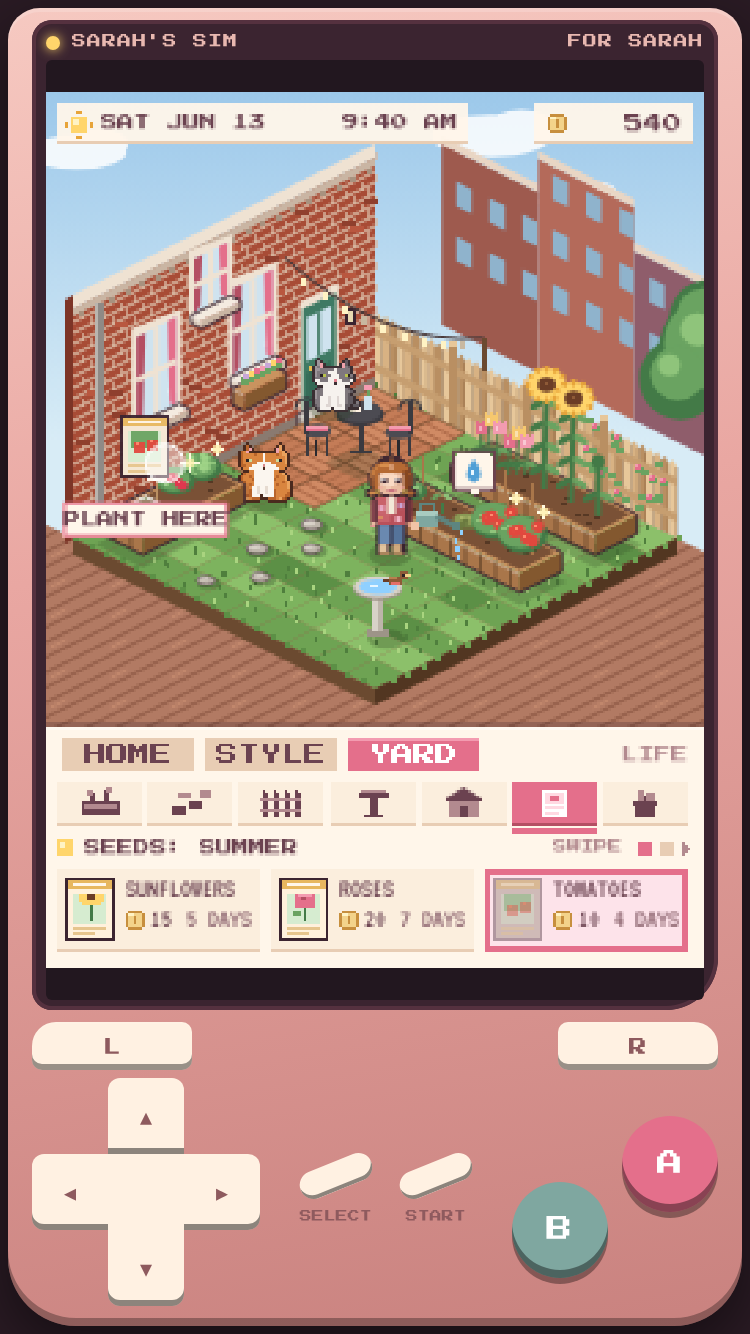 SARAH'S SIM
FOR SARAH
SAT JUN 13 9:40 AM
540
PLANT HERE
HOME STYLE YARD LIFE
SEEDS: SUMMER SWIPE
SUNFLOWERS
15 5 DAYS
ROSES
20 7 DAYS
TOMATOES
10 4 DAYS
L
R
SELECT START
A
B